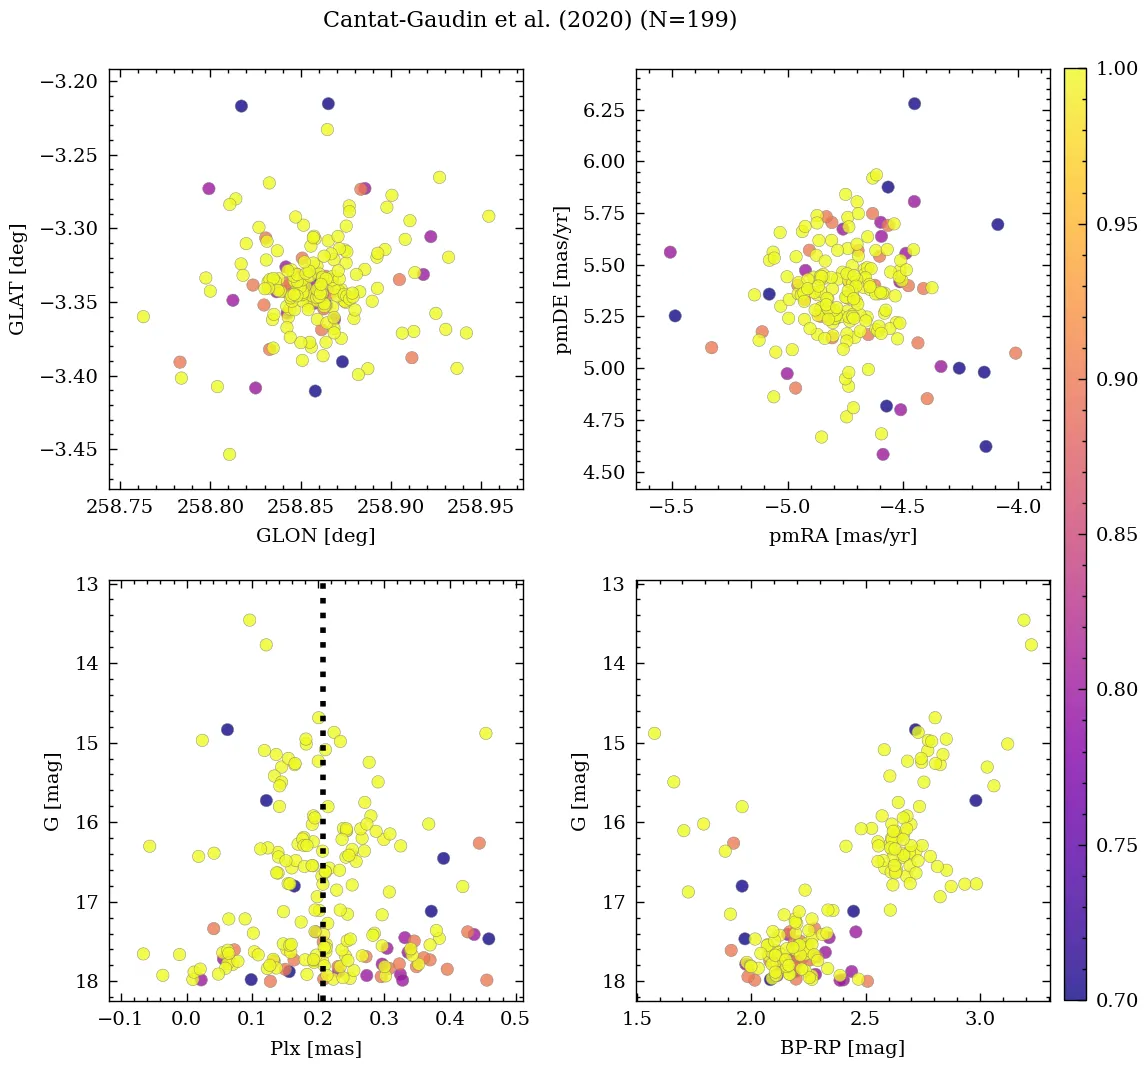 Cantat-Gaudin et al. (2020) (N=199)
−3.20
−3.25
−3.30
−3.35
−3.40
−3.45
GLAT [deg]
258.75 258.80 258.85 258.90 258.95
GLON [deg]
6.25
6.00
5.75
5.50
5.25
5.00
4.75
4.50
pmDE [mas/yr]
−5.5 −5.0 −4.5 −4.0
pmRA [mas/yr]
13
14
15
16
17
18
G [mag]
−0.1 0.0 0.1 0.2 0.3 0.4 0.5
Plx [mas]
13
14
15
16
17
18
G [mag]
1.5 2.0 2.5 3.0
BP-RP [mag]
1.00
0.95
0.90
0.85
0.80
0.75
0.70